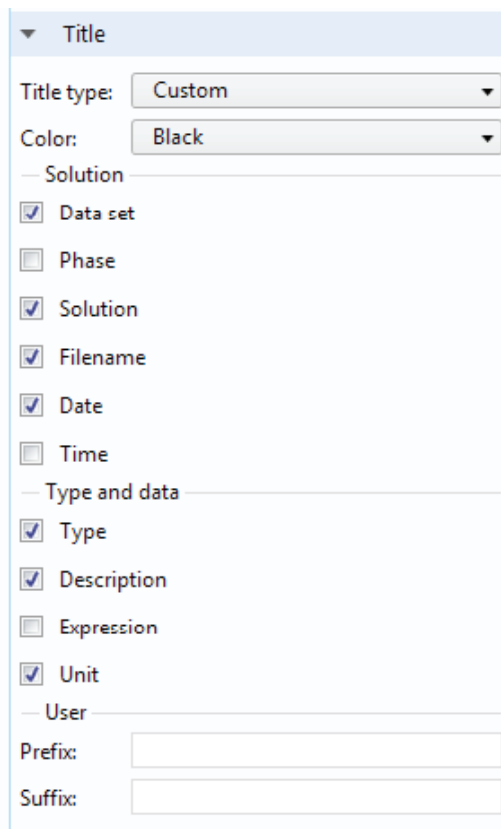 Title
Title type: Custom
Color: Black
Solution
Data set
Phase
Solution
Filename
Date
Time
Type and data
Type
Description
Expression
Unit
User
Prefix:
Suffix: